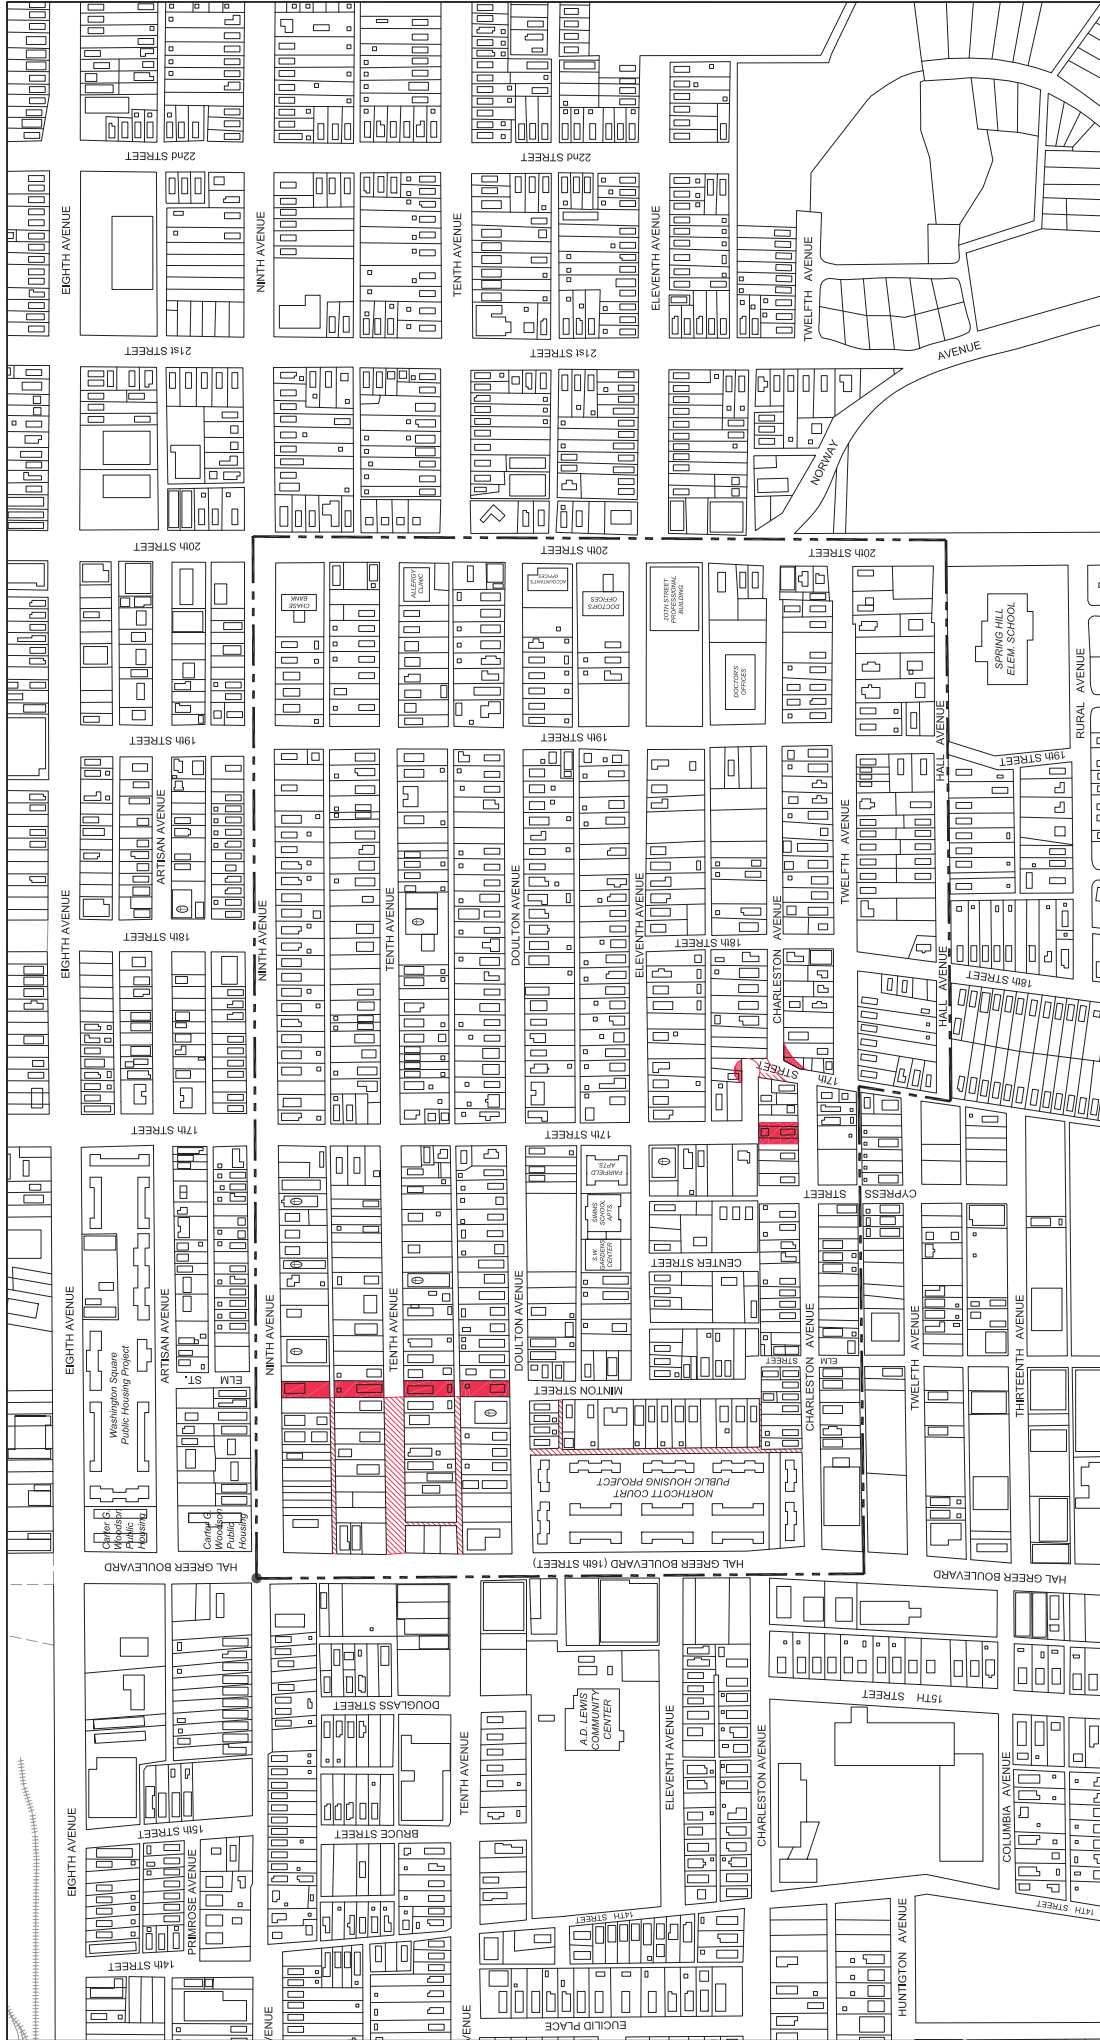 22nd STREET
22nd STREET
EIGHTH AVENUE
NINTH AVENUE
TENTH AVENUE
ELEVENTH AVENUE
TWELFTH AVENUE
21st STREET
21st STREET
AVENUE
NORWAY
20th STREET
20th STREET
20th STREET
CHASE
BANK
ALLERGY
CLINIC
ACCOUNTANTS
OFFICES
DOCTORS
OFFICES
20TH STREET
PROFESSIONAL
BUILDING
DOCTORS
OFFICES
SPRING HILL
ELEM. SCHOOL
RURAL AVENUE
HALL AVENUE
19th STREET
19th STREET
19th STREET
ARTISAN AVENUE
TWELFTH AVENUE
EIGHTH AVENUE
NINTH AVENUE
TENTH AVENUE
DOULTON AVENUE
ELEVENTH AVENUE
CHARLESTON AVENUE
18th STREET
18th STREET
18th STREET
HALL AVENUE
17th STREET
17th STREET
17th STREET
FAIRFIELD
APTS.
SIMMS
SCHOOL
APTS.
S.W.
GARDENS
CENTER
CYPRESS STREET
CENTER STREET
EIGHTH AVENUE
ARTISAN AVENUE
NINTH AVENUE
TENTH AVENUE
DOULTON AVENUE
CHARLESTON AVENUE
TWELFTH AVENUE
THIRTEENTH AVENUE
ELM ST.
ELM
STREET
MINTON STREET
Washington Square
Public Housing Project
NORTHCOTT COURT
PUBLIC HOUSING PROJECT
Carter G.
Woodson
Public
Housing
Carter G.
Woodson
Public
Housing
HAL GREER BOULEVARD
HAL GREER BOULEVARD (16th STREET)
HAL GREER BOULEVARD
15TH STREET
DOUGLASS STREET
A.D. LEWIS
COMMUNITY
CENTER
TENTH AVENUE
ELEVENTH AVENUE
CHARLESTON AVENUE
COLUMBIA AVENUE
15th STREET
BRUCE STREET
EIGHTH AVENUE
PRIMROSE AVENUE
14TH STREET
14TH STREET
14th STREET
HUNTIGTON AVENUE
EUCILID PLACE
VENUE
VENUE